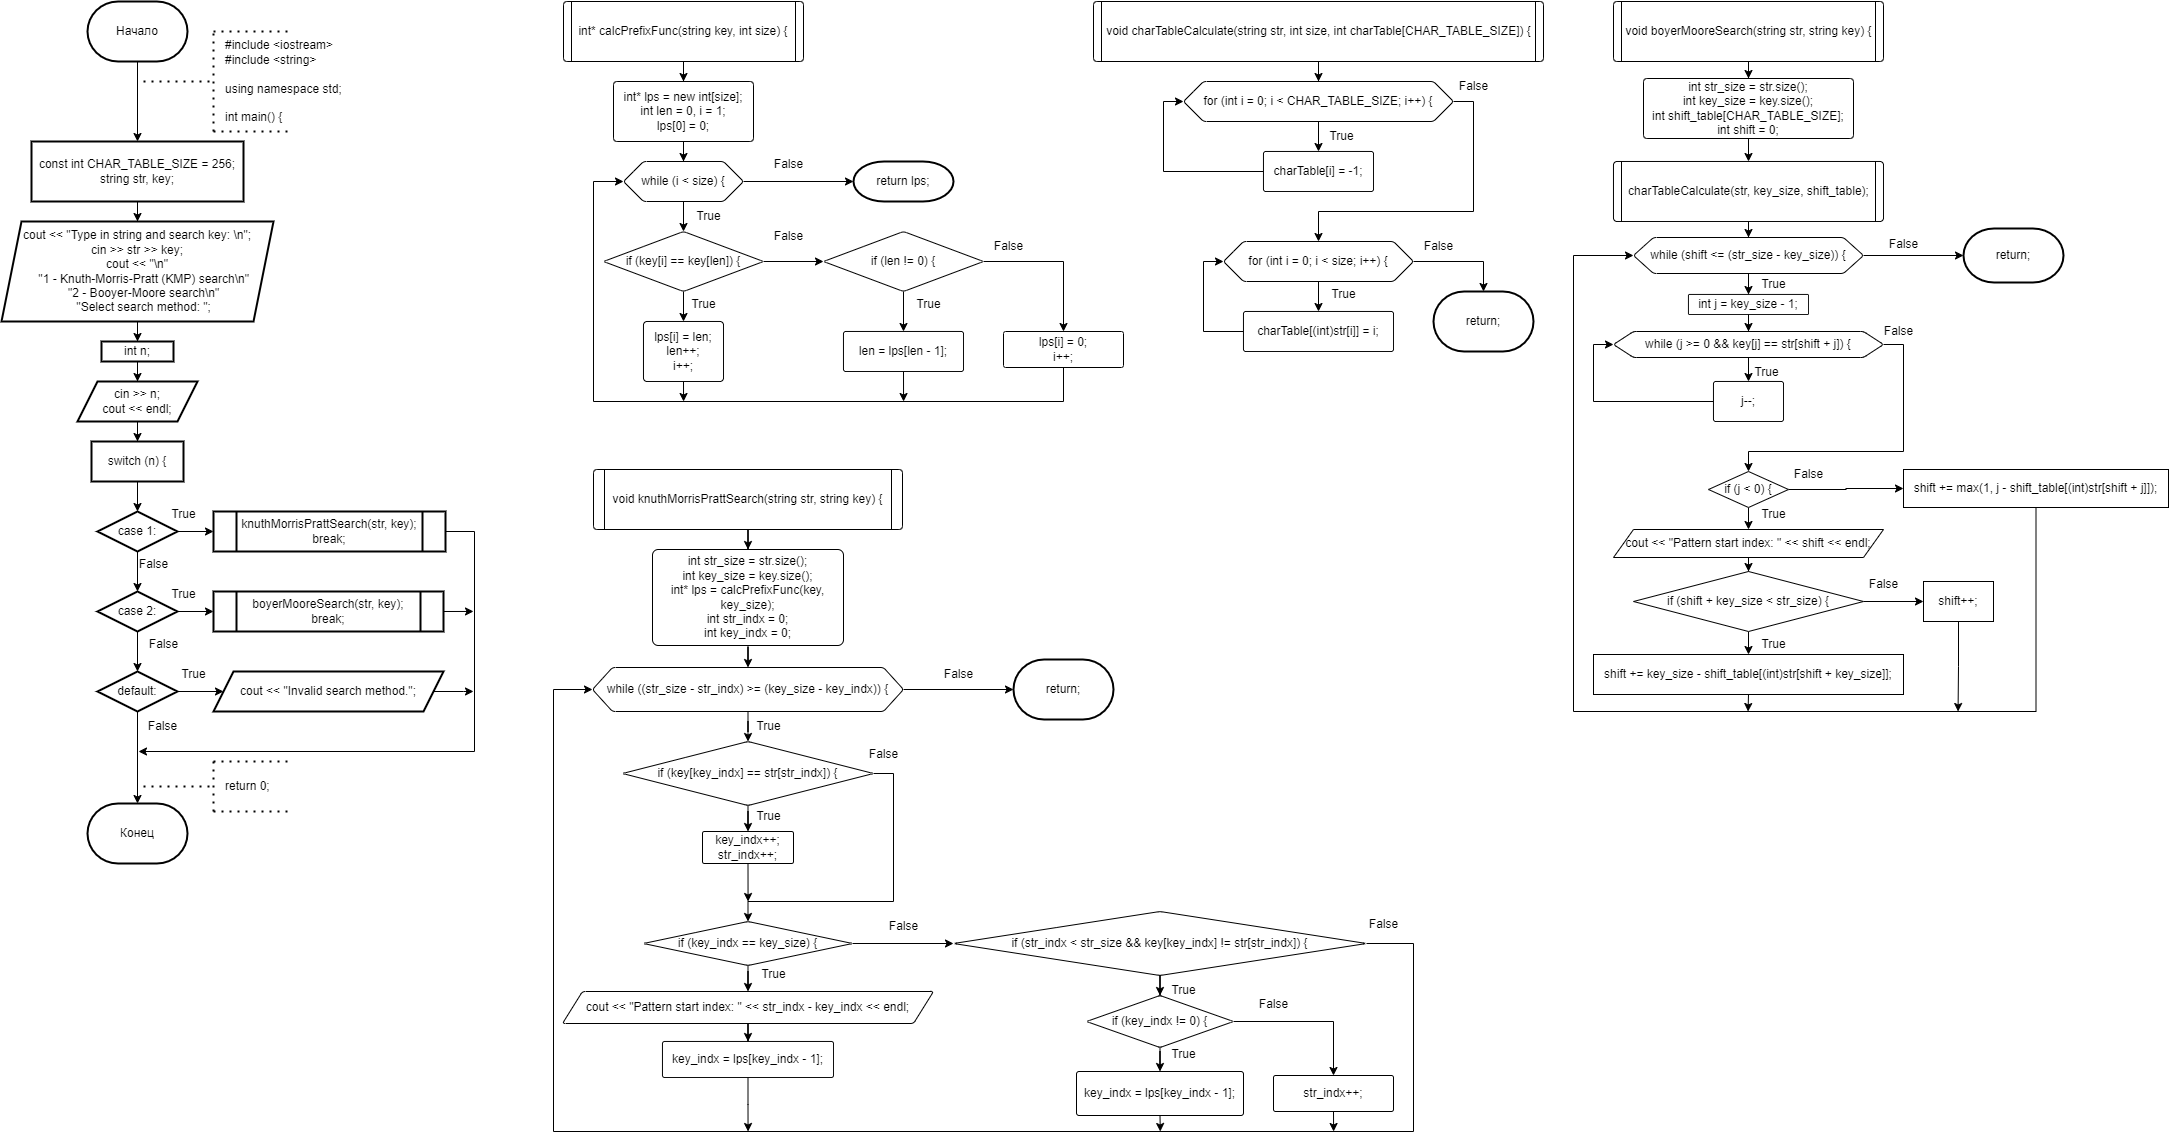 Начало
#include <iostream>
#include <string>
using namespace std;
int main() {
const int CHAR_TABLE_SIZE = 256;
string str, key;
cout << "Type in string and search key: \n";
cin >> str >> key;
cout << "\n"
"1 - Knuth-Morris-Pratt (KMP) search\n"
"2 - Booyer-Moore search\n"
"Select search method: ";
int n;
cin >> n;
cout << endl;
switch (n) {
case 1:
True
knuthMorrisPrattSearch(str, key);
break;
False
case 2:
True
boyerMooreSearch(str, key);
break;
False
default:
True
cout << "Invalid search method.";
False
return 0;
Конец
int* calcPrefixFunc(string key, int size) {
int* lps = new int[size];
int len = 0, i = 1;
lps[0] = 0;
while (i < size) {
False
return lps;
True
if (key[i] == key[len]) {
False
if (len != 0) {
False
True
True
lps[i] = len;
len++;
i++;
len = lps[len - 1];
lps[i] = 0;
i++;
void knuthMorrisPrattSearch(string str, string key) {
int str_size = str.size();
int key_size = key.size();
int* lps = calcPrefixFunc(key,
key_size);
int str_indx = 0;
int key_indx = 0;
while ((str_size - str_indx) >= (key_size - key_indx)) {
False
return;
True
if (key[key_indx] == str[str_indx]) {
False
True
key_indx++;
str_indx++;
if (key_indx == key_size) {
False
if (str_indx < str_size && key[key_indx] != str[str_indx]) {
False
True
cout << "Pattern start index: " << str_indx - key_indx << endl;
key_indx = lps[key_indx - 1];
True
if (key_indx != 0) {
False
True
key_indx = lps[key_indx - 1];
str_indx++;
void charTableCalculate(string str, int size, int charTable[CHAR_TABLE_SIZE]) {
for (int i = 0; i < CHAR_TABLE_SIZE; i++) {
False
True
charTable[i] = -1;
for (int i = 0; i < size; i++) {
False
True
charTable[(int)str[i]] = i;
return;
void boyerMooreSearch(string str, string key) {
int str_size = str.size();
int key_size = key.size();
int shift_table[CHAR_TABLE_SIZE];
int shift = 0;
charTableCalculate(str, key_size, shift_table);
while (shift <= (str_size - key_size)) {
False
return;
True
int j = key_size - 1;
while (j >= 0 && key[j] == str[shift + j]) {
False
True
j--;
if (j < 0) {
False
shift += max(1, j - shift_table[(int)str[shift + j]]);
True
cout << "Pattern start index: " << shift << endl;
if (shift + key_size < str_size) {
False
shift++;
True
shift += key_size - shift_table[(int)str[shift + key_size]];